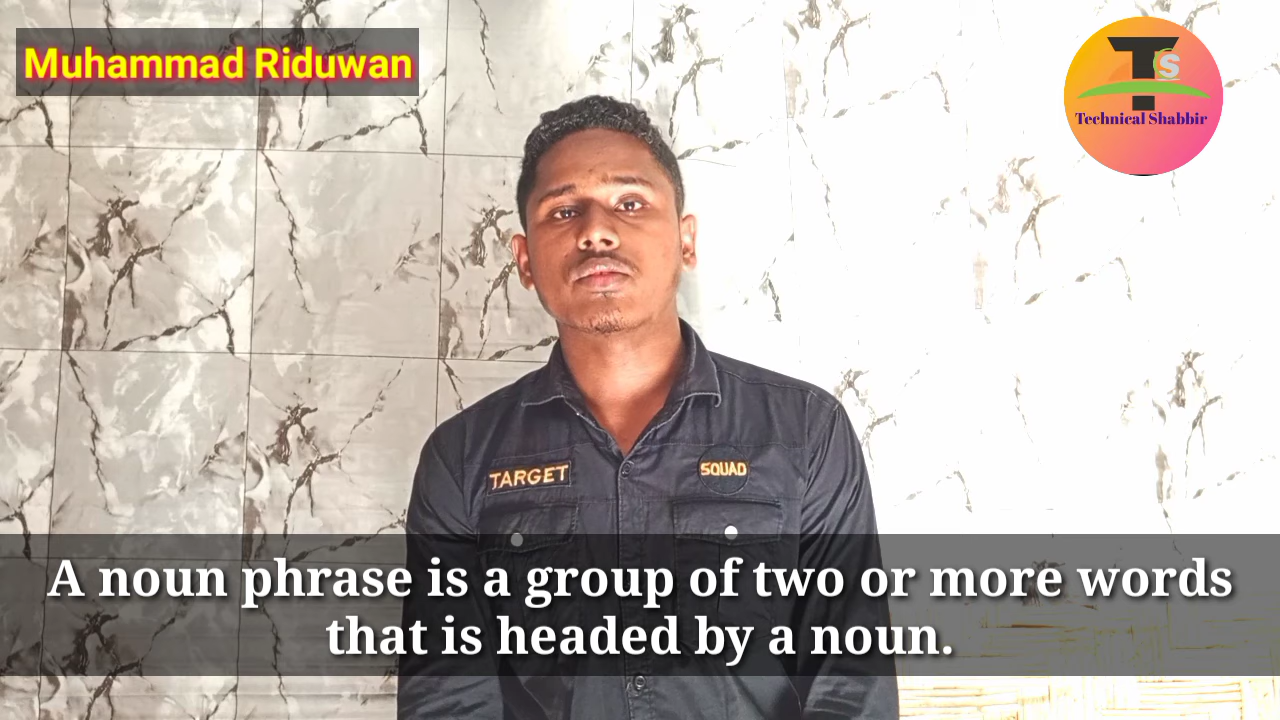 Muhammad Riduwan
TS
Technical Shabbir
TARGET
SQUAD
A noun phrase is a group of two or more words
that is headed by a noun.